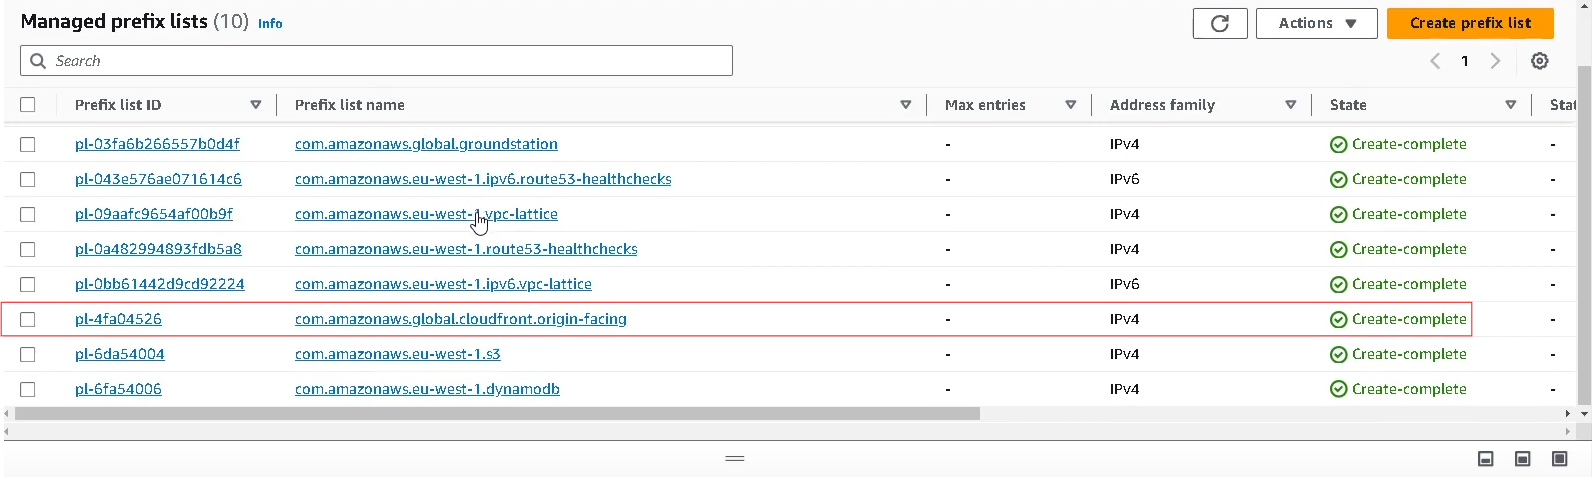 Managed prefix lists (10) Info
Actions
Create prefix list
Search
1
Prefix list ID Prefix list name Max entries Address family State Stat
pl-03fa6b266557b0d4f com.amazonaws.global.groundstation - IPv4 Create-complete -
pl-043e576ae071614c6 com.amazonaws.eu-west-1.ipv6.route53-healthchecks - IPv6 Create-complete -
pl-09aafc9654af00b9f com.amazonaws.eu-west-1.vpc-lattice - IPv4 Create-complete -
pl-0a482994893fdb5a8 com.amazonaws.eu-west-1.route53-healthchecks - IPv4 Create-complete -
pl-0bb61442d9cd92224 com.amazonaws.eu-west-1.ipv6.vpc-lattice - IPv6 Create-complete -
pl-4fa04526 com.amazonaws.global.cloudfront.origin-facing - IPv4 Create-complete -
pl-6da54004 com.amazonaws.eu-west-1.s3 - IPv4 Create-complete -
pl-6fa54006 com.amazonaws.eu-west-1.dynamodb - IPv4 Create-complete -